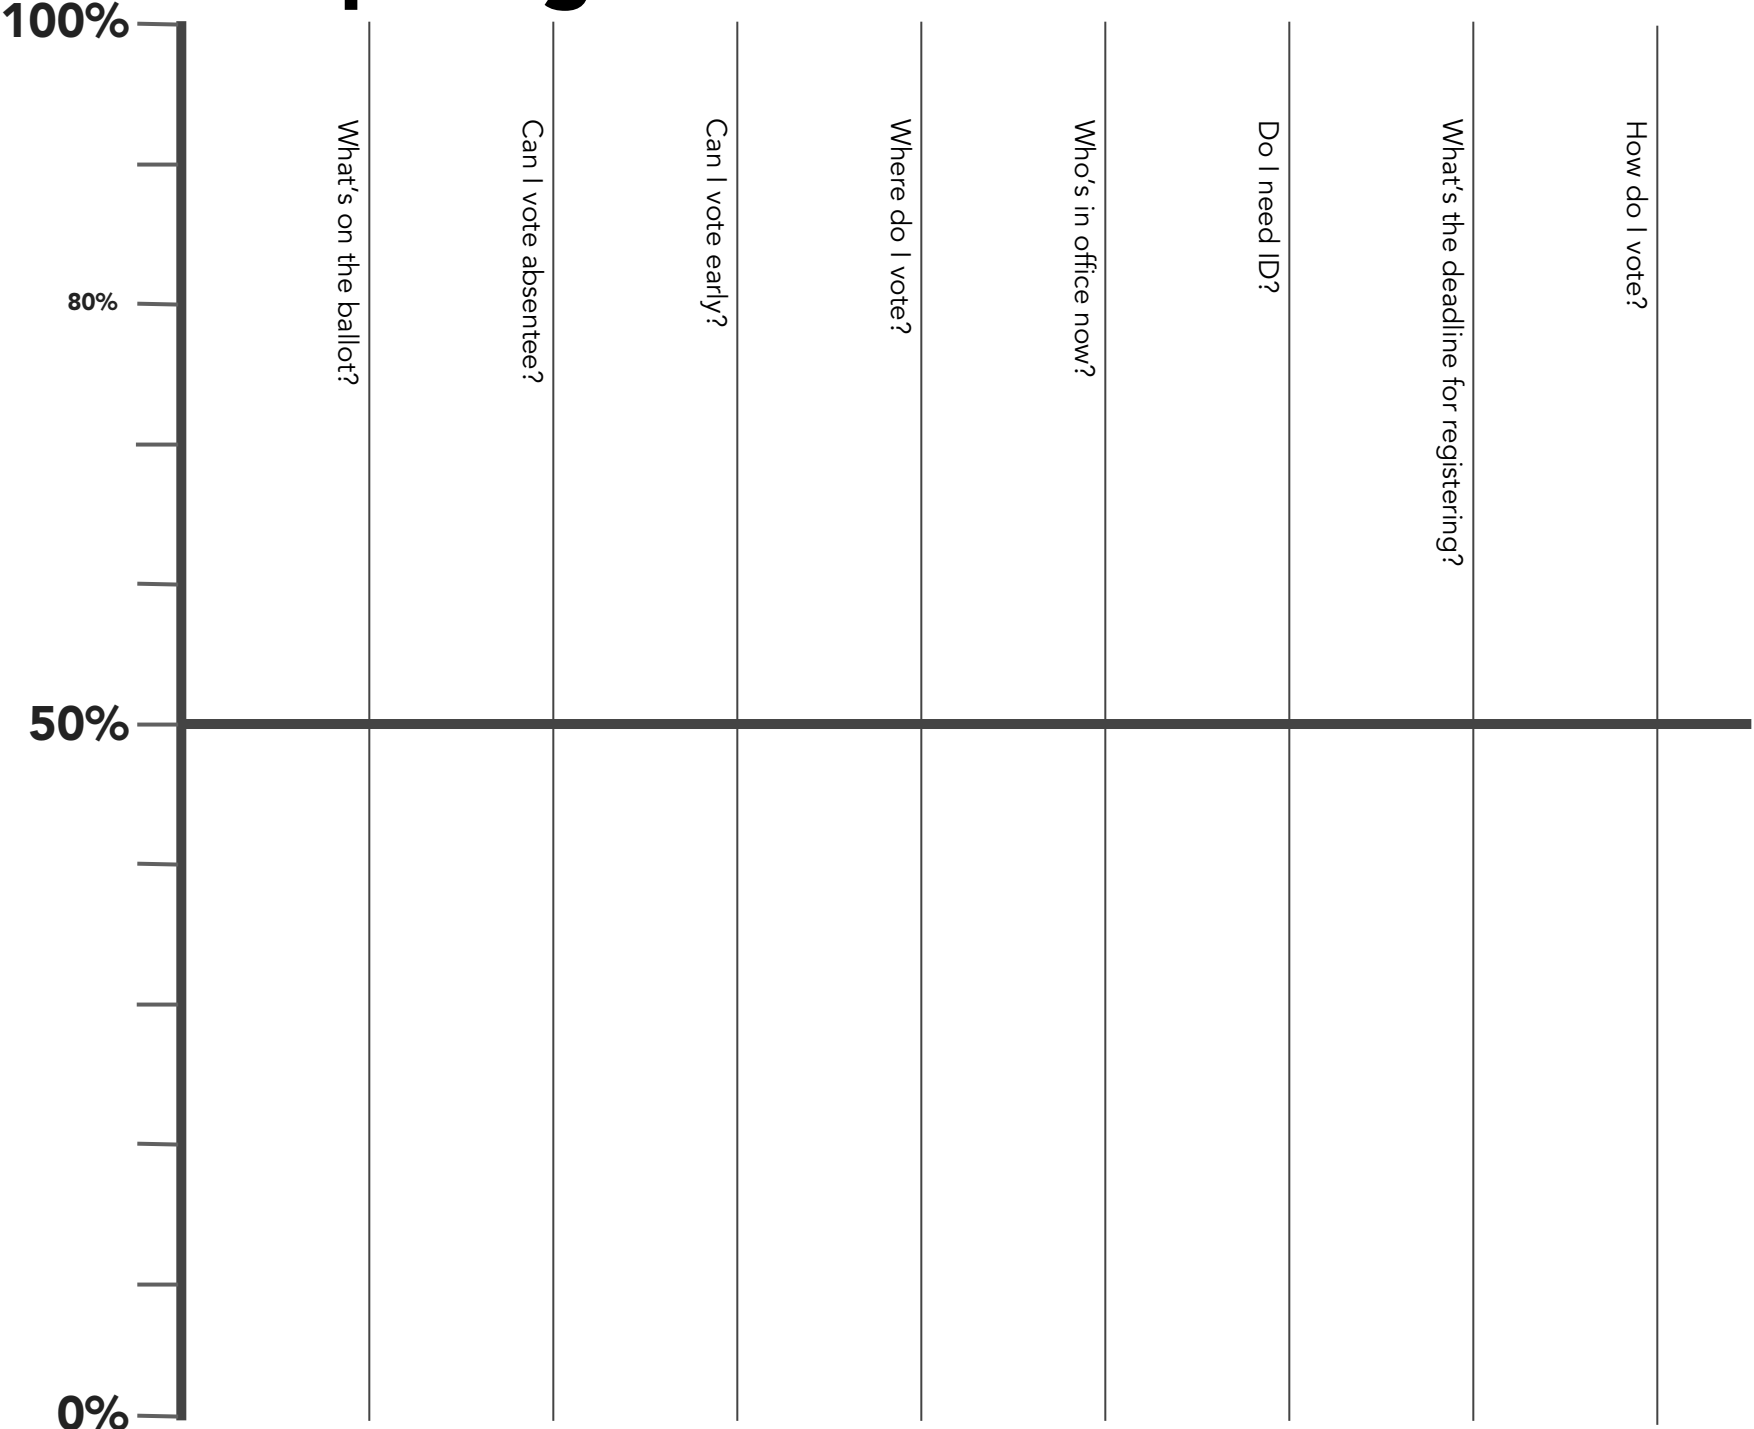 100%
80%
50%
0%
What's on the ballot?
Can I vote absentee?
Can I vote early?
Where do I vote?
Who's in office now?
Do I need ID?
What's the deadline for registering?
How do I vote?